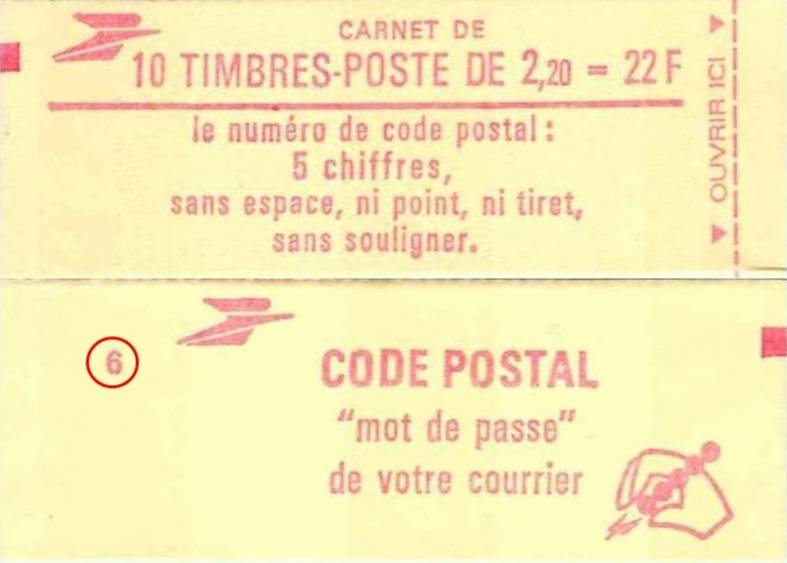 CARNET DE
10 TIMBRES-POSTE DE 2,20 = 22 F
le numéro de code postal :
5 chiffres,
sans espace, ni point, ni tiret,
sans souligner.
OUVRIR ICI
6
CODE POSTAL
"mot de passe"
de votre courrier